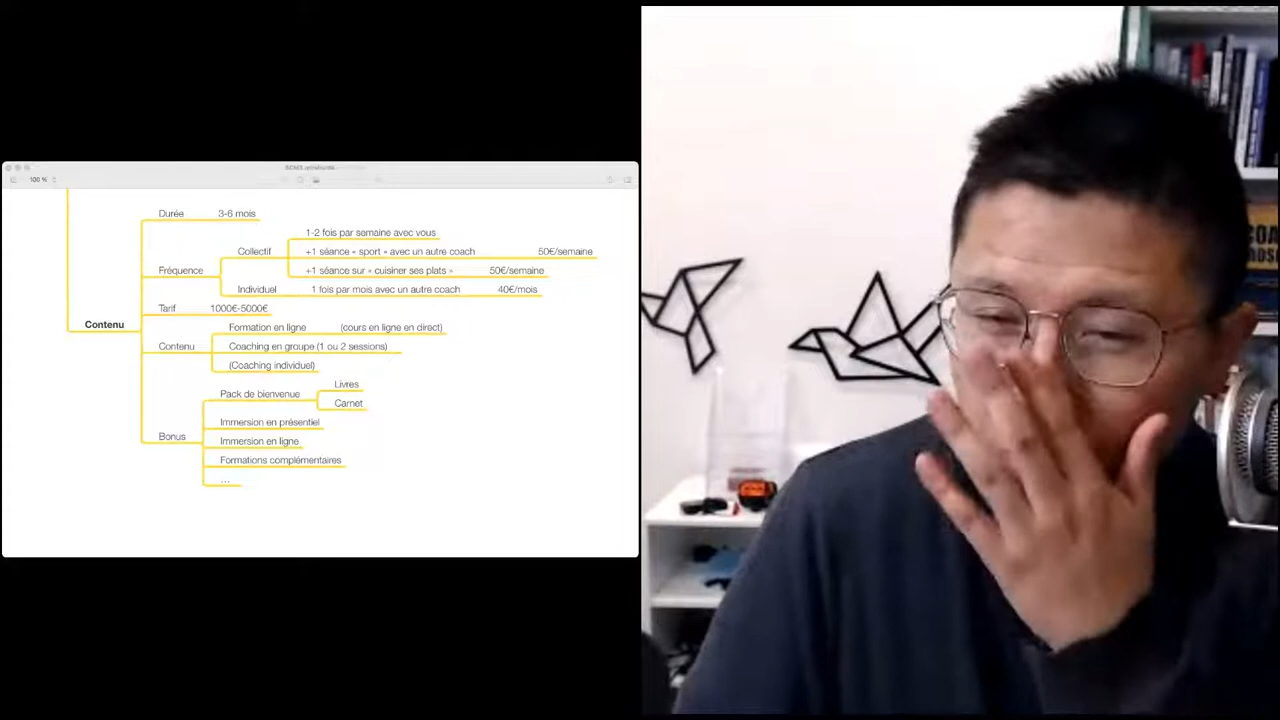 100 %
Durée 3-6 mois
1-2 fois par semaine avec vous
Collectif +1 séance « sport » avec un autre coach 50€/semaine
Fréquence +1 séance sur « cuisiner ses plats » 50€/semaine
Individuel 1 fois par mois avec un autre coach 40€/mois
Tarif 1000€-5000€
Contenu
Formation en ligne (cours en ligne en direct)
Contenu Coaching en groupe (1 ou 2 sessions)
(Coaching individuel)
Livres
Pack de bienvenue
Carnet
Immersion en présentiel
Bonus
Immersion en ligne
Formations complémentaires
...